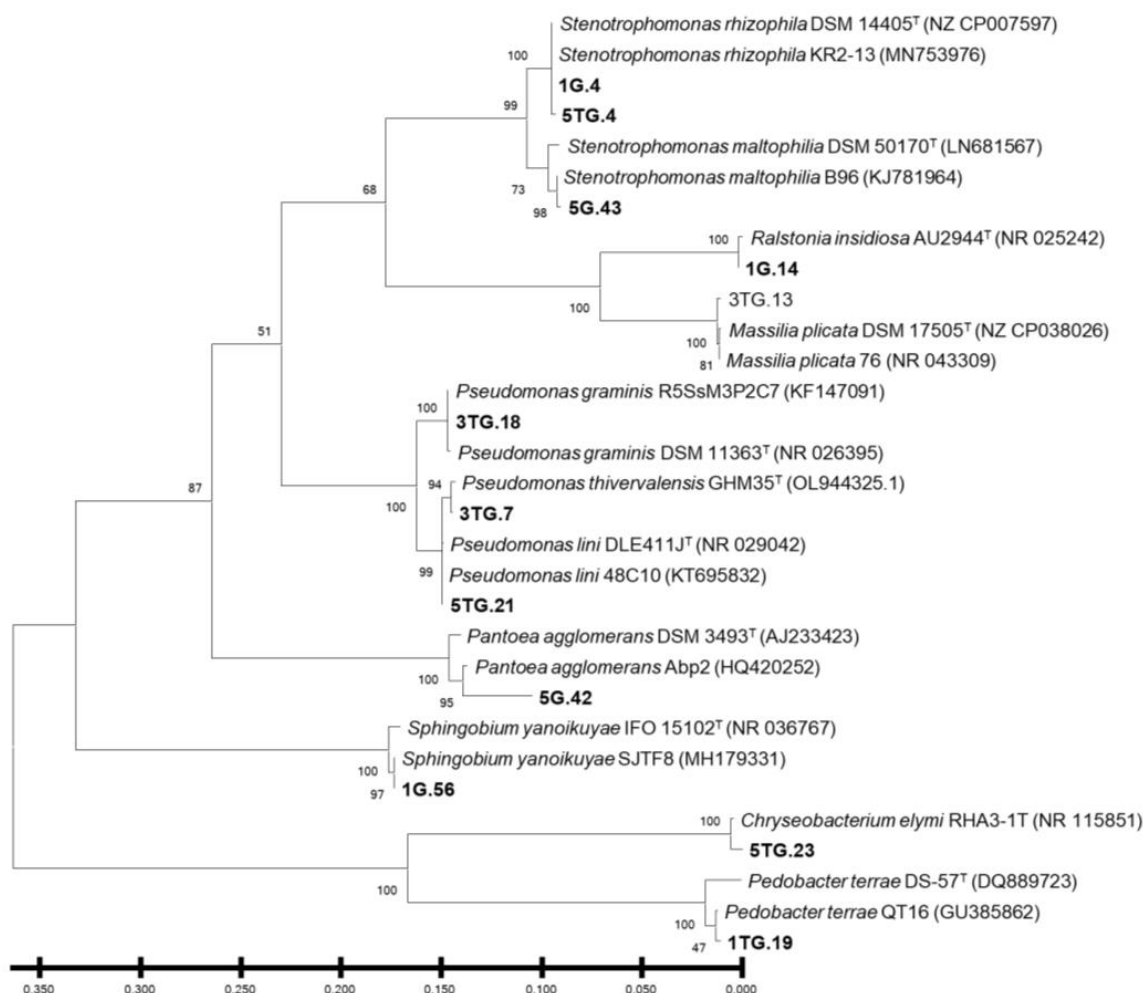 Stenotrophomonas rhizophila DSM 14405ᵀ (NZ CP007597)
100
Stenotrophomonas rhizophila KR2-13 (MN753976)
1G.4
99
5TG.4
Stenotrophomonas maltophilia DSM 50170ᵀ (LN681567)
Stenotrophomonas maltophilia B96 (KJ781964)
68
73
98
5G.43
100
Ralstonia insidiosa AU2944ᵀ (NR 025242)
1G.14
100
3TG.13
51
Massilia plicata DSM 17505ᵀ (NZ CP038026)
100
81
Massilia plicata 76 (NR 043309)
Pseudomonas graminis R5SsM3P2C7 (KF147091)
100
3TG.18
Pseudomonas graminis DSM 11363ᵀ (NR 026395)
87
94
Pseudomonas thivervalensis GHM35ᵀ (OL944325.1)
100
3TG.7
Pseudomonas lini DLE411Jᵀ (NR 029042)
99
Pseudomonas lini 48C10 (KT695832)
5TG.21
Pantoea agglomerans DSM 3493ᵀ (AJ233423)
Pantoea agglomerans Abp2 (HQ420252)
100
95
5G.42
Sphingobium yanoikuyae IFO 15102ᵀ (NR 036767)
Sphingobium yanoikuyae SJTF8 (MH179331)
100
97
1G.56
100
Chryseobacterium elymi RHA3-1T (NR 115851)
5TG.23
100
Pedobacter terrae DS-57ᵀ (DQ889723)
Pedobacter terrae QT16 (GU385862)
100
47
1TG.19
0.350 0.300 0.250 0.200 0.150 0.100 0.050 0.000